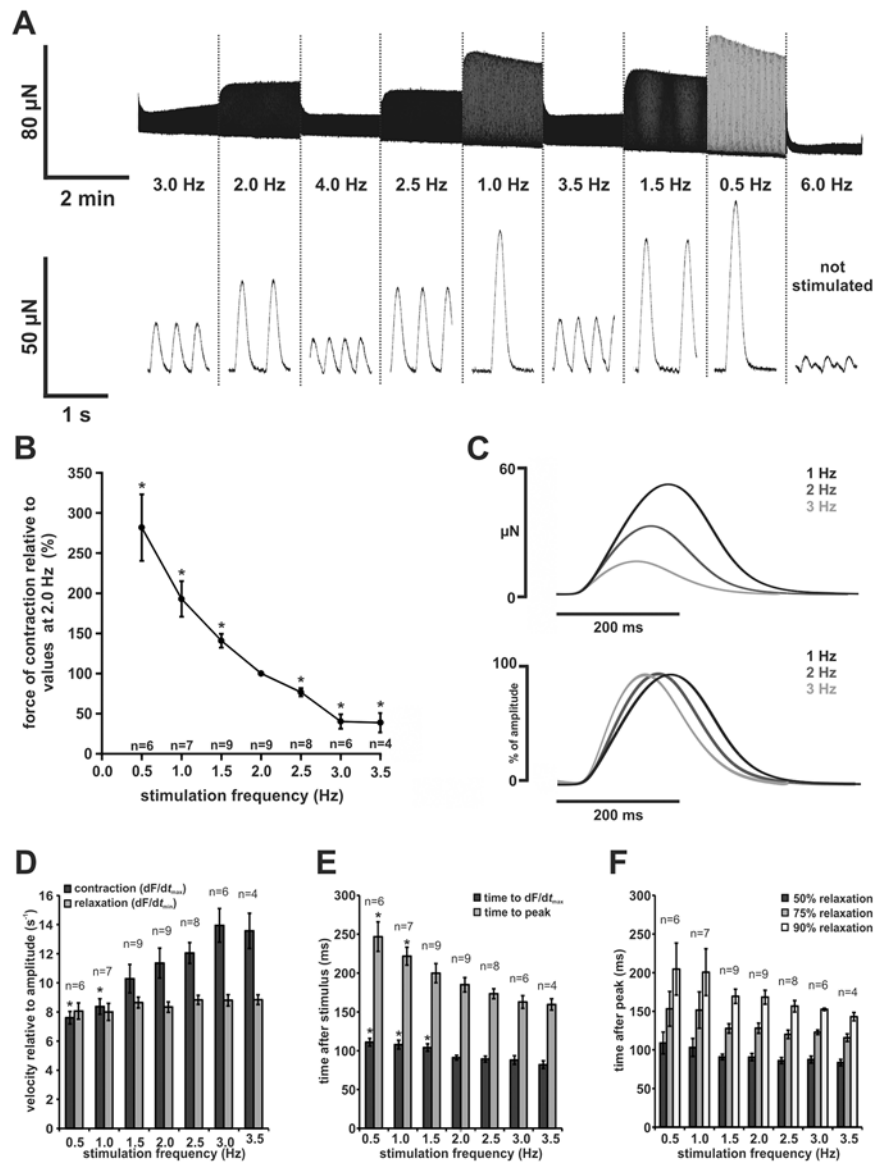 A
80 µN
2 min
3.0 Hz 2.0 Hz 4.0 Hz 2.5 Hz 1.0 Hz 3.5 Hz 1.5 Hz 0.5 Hz 6.0 Hz
not
stimulated
50 µN
1 s
B
force of contraction relative to
values at 2.0 Hz (%)
350
300
250
200
150
100
50
0
* * * * * *
n=6 n=7 n=9 n=9 n=8 n=6 n=4
0.0 0.5 1.0 1.5 2.0 2.5 3.0 3.5
stimulation frequency (Hz)
C
60
µN
0
1 Hz
2 Hz
3 Hz
200 ms
100
% of amplitude
0
1 Hz
2 Hz
3 Hz
200 ms
D
contraction (dF/dtmax)
relaxation (dF/dtmin)
velocity relative to amplitude (s-1)
16
14
12
10
8
6
4
2
0
n=6 n=7 n=9 n=9 n=8 n=6 n=4
* *
0.5 1.0 1.5 2.0 2.5 3.0 3.5
stimulation frequency (Hz)
E
time to dF/dtmax
time to peak
time after stimulus (ms)
300
250
200
150
100
50
0
n=6 n=7 n=9 n=9 n=8 n=6 n=4
* *
* * *
0.5 1.0 1.5 2.0 2.5 3.0 3.5
stimulation frequency (Hz)
F
50% relaxation
75% relaxation
90% relaxation
time after peak (ms)
300
250
200
150
100
50
0
n=6 n=7 n=9 n=9 n=8 n=6 n=4
0.5 1.0 1.5 2.0 2.5 3.0 3.5
stimulation frequency (Hz)